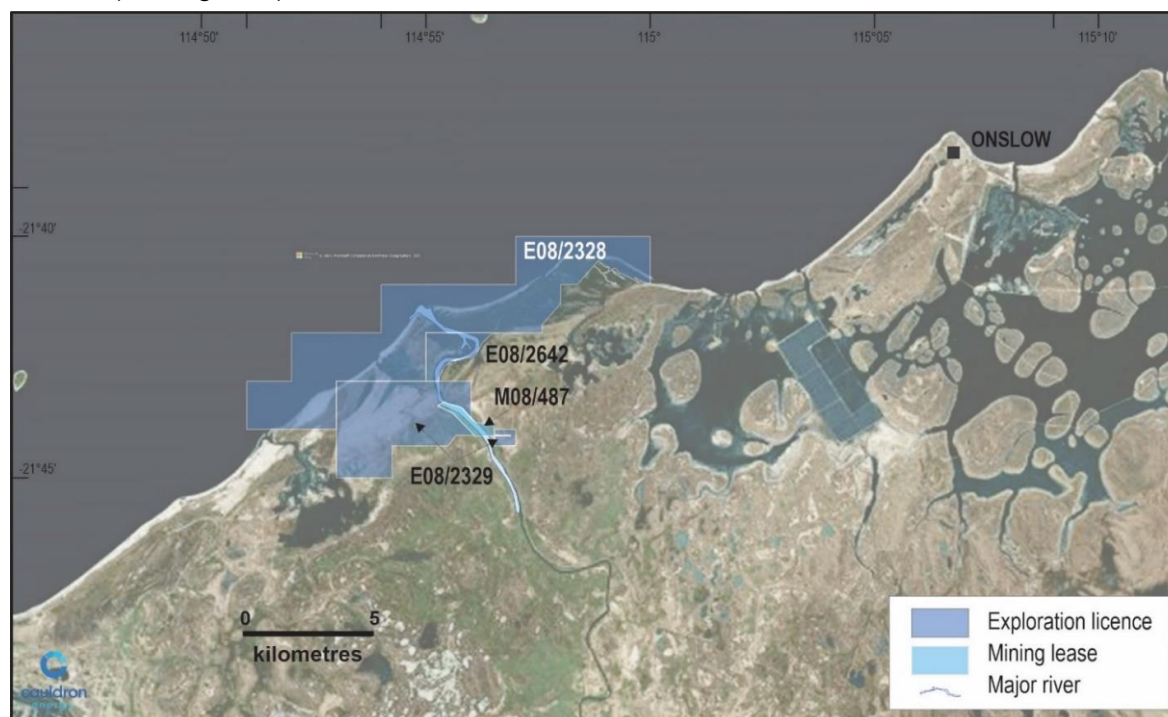 114°50'
114°55'
115°
115°05'
115°10'
ONSLOW
-21°40'
E08/2328
E08/2642
M08/487
-21°45'
E08/2329
0
5
kilometres
Exploration licence
Mining lease
Major river
cauldron
ENERGY